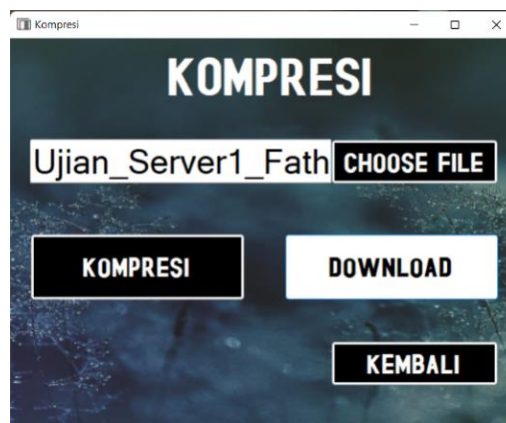 Kompresi
KOMPRESI
Ujian_Server1_Fath CHOOSE FILE
KOMPRESI DOWNLOAD
KEMBALI